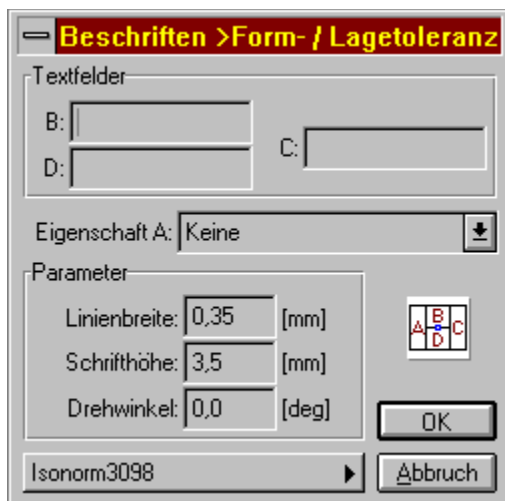 Beschriften >Form- / Lagetoleranz
Textfelder
B:
C:
D:
Eigenschaft A: Keine
Parameter
Linienbreite: 0,35 [mm]
Schrifthöhe: 3,5 [mm]
Drehwinkel: 0,0 [deg]
A B C
D
OK
Isonorm3098 Abbruch